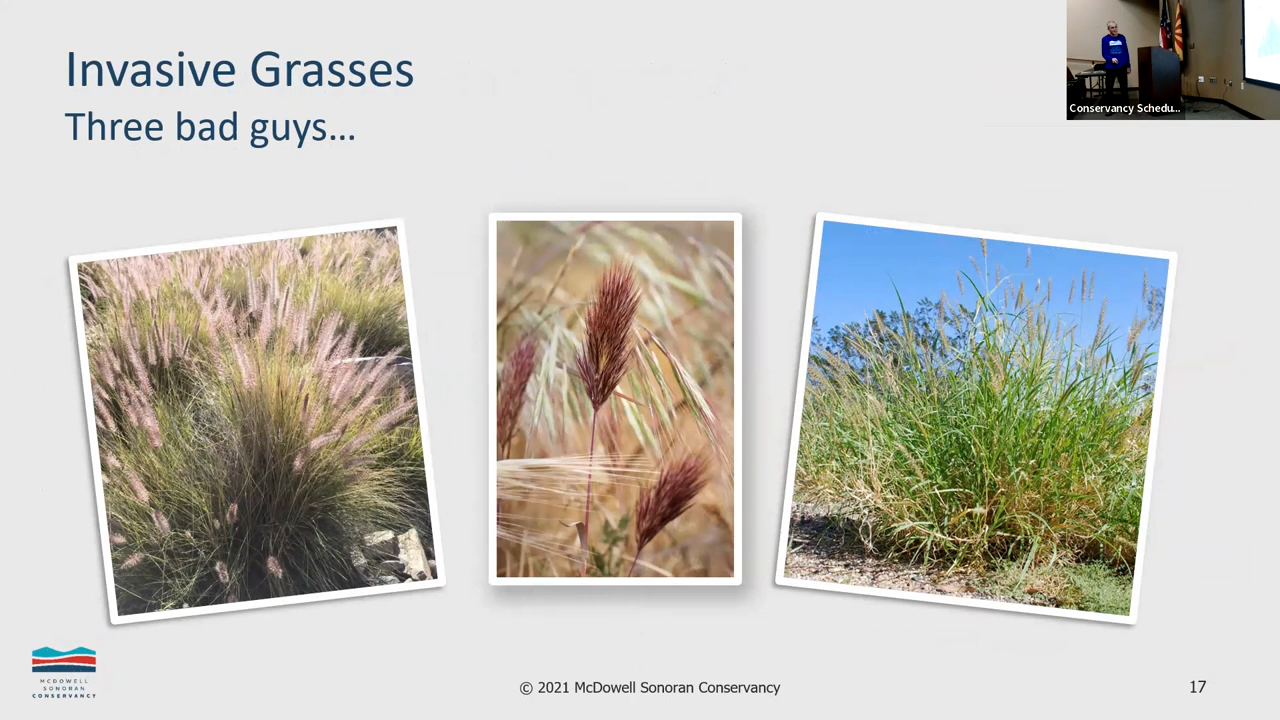 Invasive Grasses
Three bad guys...
Conservancy Schedu...
MCDOWELL
SONORAN
CONSERVANCY
© 2021 McDowell Sonoran Conservancy
17